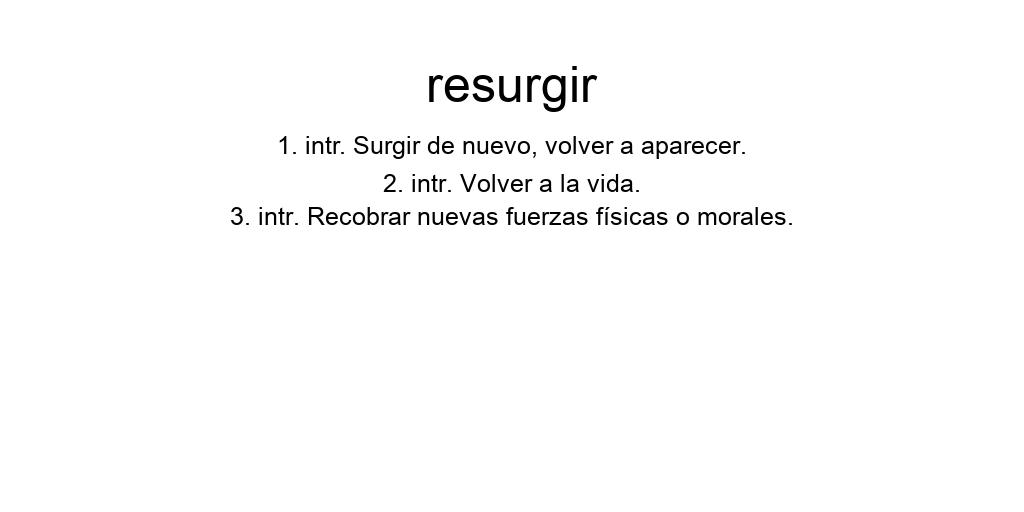 resurgir
1. intr. Surgir de nuevo, volver a aparecer.
2. intr. Volver a la vida.
3. intr. Recobrar nuevas fuerzas físicas o morales.